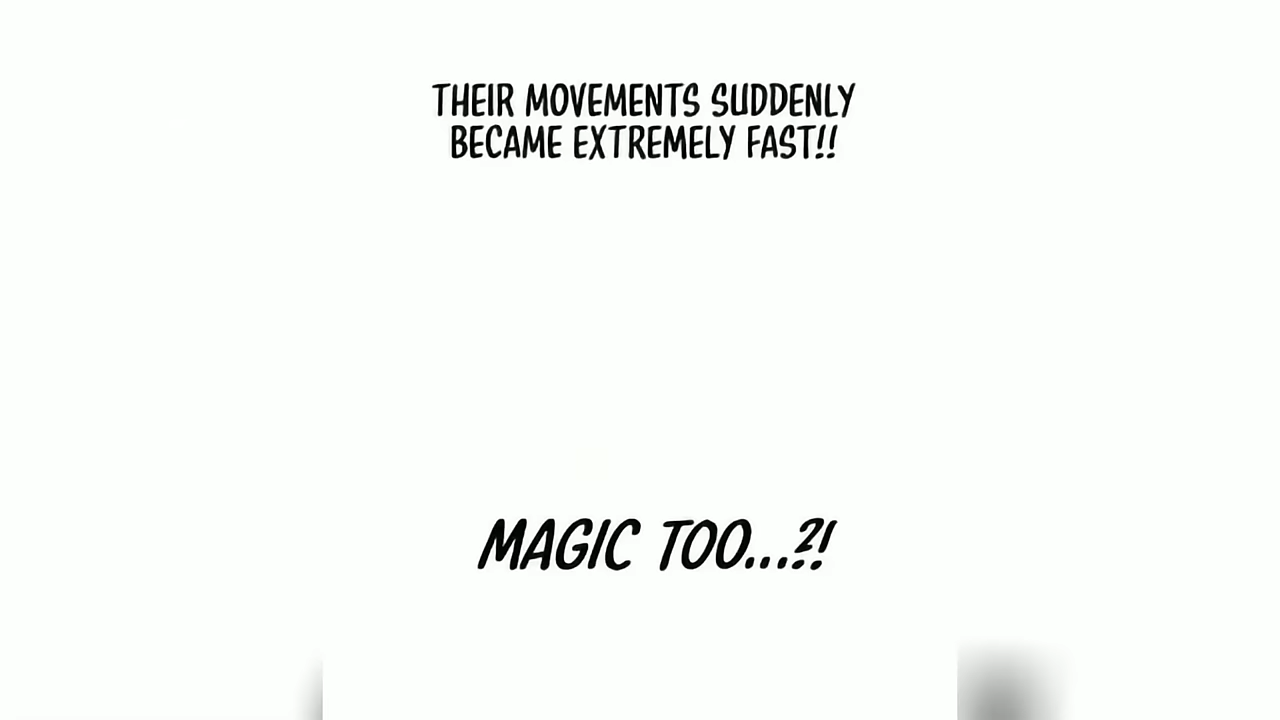 THEIR MOVEMENTS SUDDENLY
BECAME EXTREMELY FAST!!
MAGIC TOO...?!